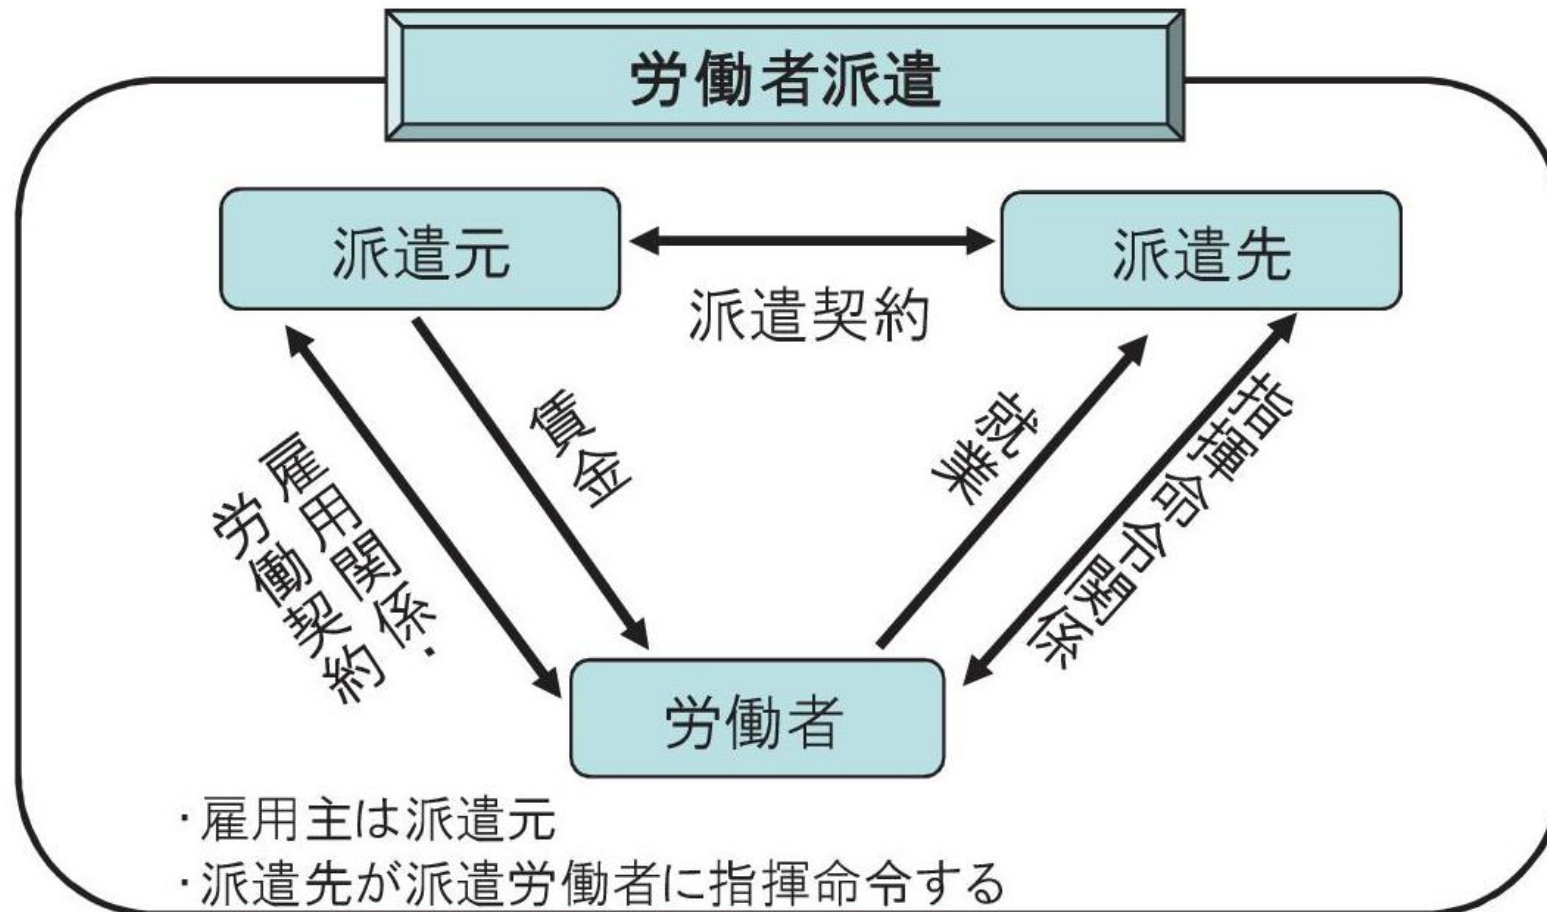 労働者派遣
派遣元
派遣先
派遣契約
雇用関係・
労働契約
賃金
就業
指揮命令関係
労働者
・雇用主は派遣元
・派遣先が派遣労働者に指揮命令する